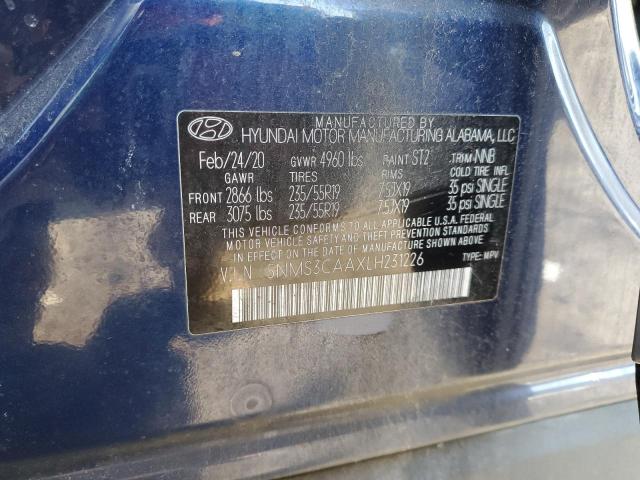 MANUFACTURED BY
HYUNDAI MOTOR MANUFACTURING ALABAMA, LLC
Feb/24/20 GVWR 4960 lbs PAINT ST2 TRIM NNB
GAWR TIRES RIMS COLD TIRE INFL
FRONT 2866 lbs 235/55R19 7.5JX19 35 psi SINGLE
REAR 3075 lbs 235/55R19 7.5JX19 35 psi SINGLE
THIS VEHICLE CONFORMS TO ALL APPLICABLE U.S.A. FEDERAL
MOTOR VEHICLE SAFETY BUMPER AND THEFT PREVENTION STANDARDS
IN EFFECT ON THE DATE OF MANUFACTURE SHOWN ABOVE.
V I N 5NMS3CAAXLH231226 TYPE: MPV